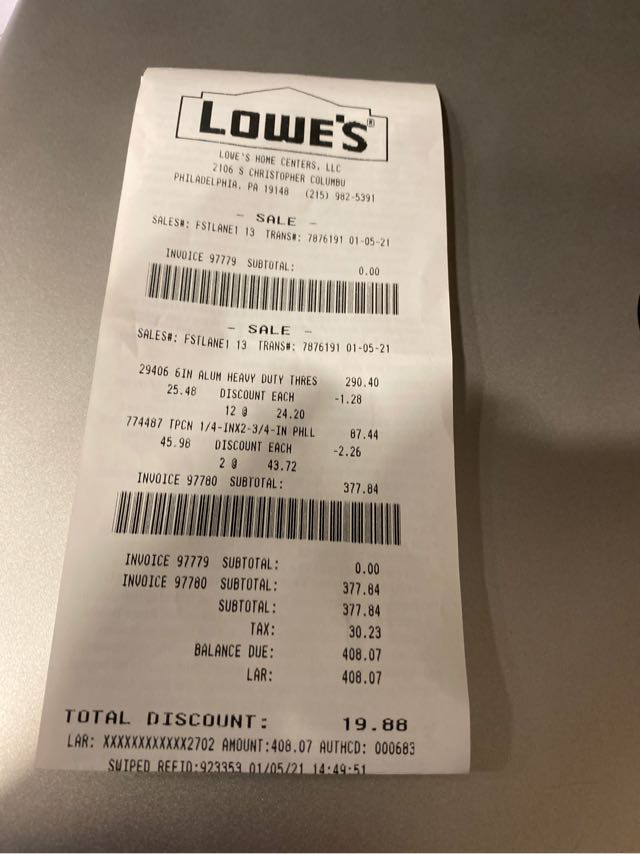 LOWE'S®
LOWE'S HOME CENTERS, LLC
2106 S CHRISTOPHER COLUMBU
PHILADELPHIA, PA 19148 (215) 982-5391
- SALE -
SALES#: FSTLANE1 13 TRANS#: 7876191 01-05-21
INVOICE 97779 SUBTOTAL: 0.00
- SALE -
SALES#: FSTLANE1 13 TRANS#: 7876191 01-05-21
29406 6IN ALUM HEAVY DUTY THRES 290.40
25.48 DISCOUNT EACH -1.28
12 @ 24.20
774487 TPCN 1/4-INX2-3/4-IN PHLL 87.44
45.98 DISCOUNT EACH -2.26
2 @ 43.72
INVOICE 97780 SUBTOTAL: 377.84
INVOICE 97779 SUBTOTAL: 0.00
INVOICE 97780 SUBTOTAL: 377.84
SUBTOTAL: 377.84
TAX: 30.23
BALANCE DUE: 408.07
LAR: 408.07
TOTAL DISCOUNT: 19.88
LAR: XXXXXXXXXXXX2702 AMOUNT:408.07 AUTHCD: 000683
SWIPED REFID:923353 01/05/21 14:49:51